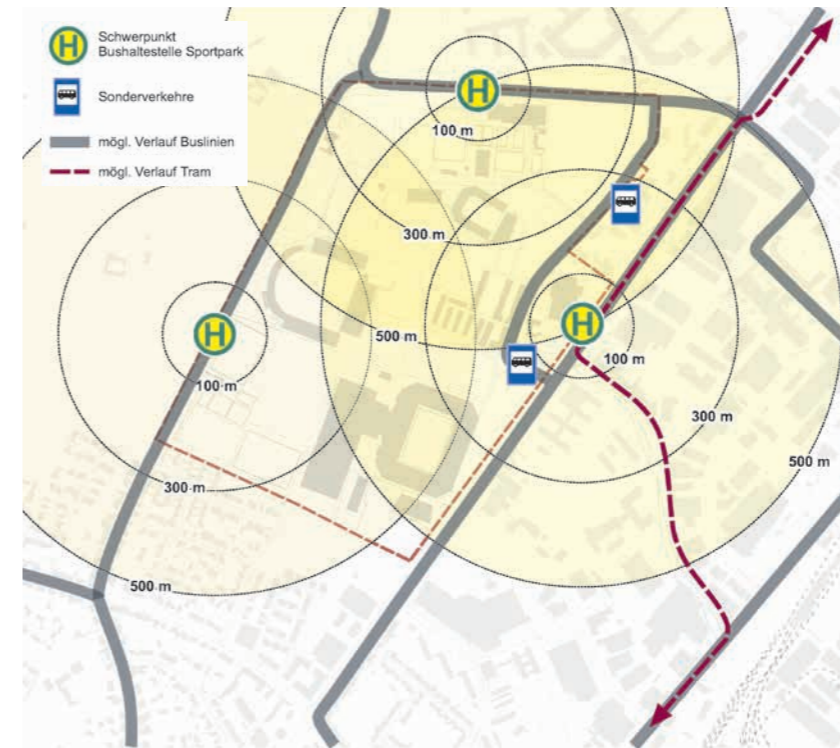 H
Schwerpunkt
Bushaltestelle Sportpark
Sonderverkehre
mögl. Verlauf Buslinien
mögl. Verlauf Tram
H
100 m
300 m
500 m
H
100 m
300 m
500 m
H
100 m
300 m
500 m